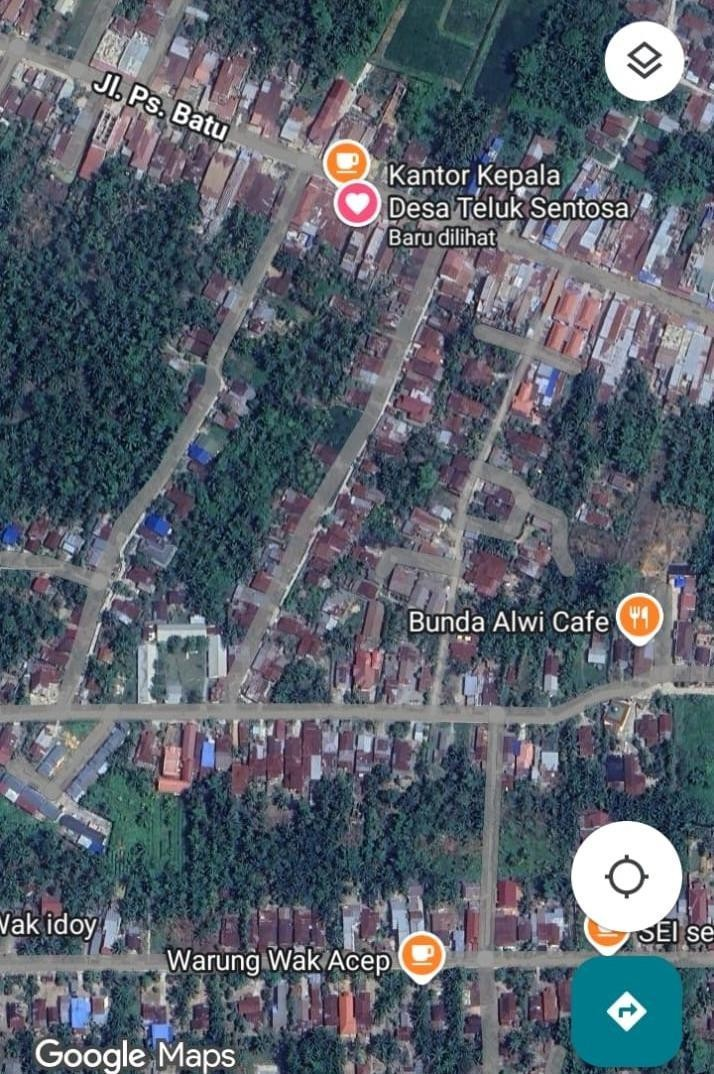 Jl. Ps. Batu
Kantor Kepala
Desa Teluk Sentosa
Baru dilihat
Bunda Alwi Cafe
Wak idoy
SEI se
Warung Wak Acep
Google Maps